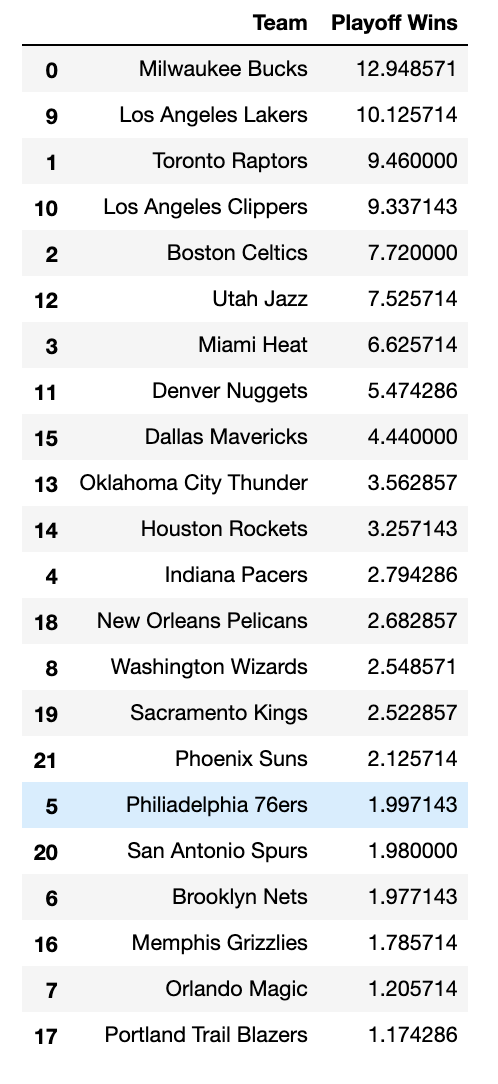 Team Playoff Wins
0 Milwaukee Bucks 12.948571
9 Los Angeles Lakers 10.125714
1 Toronto Raptors 9.460000
10 Los Angeles Clippers 9.337143
2 Boston Celtics 7.720000
12 Utah Jazz 7.525714
3 Miami Heat 6.625714
11 Denver Nuggets 5.474286
15 Dallas Mavericks 4.440000
13 Oklahoma City Thunder 3.562857
14 Houston Rockets 3.257143
4 Indiana Pacers 2.794286
18 New Orleans Pelicans 2.682857
8 Washington Wizards 2.548571
19 Sacramento Kings 2.522857
21 Phoenix Suns 2.125714
5 Philiadelphia 76ers 1.997143
20 San Antonio Spurs 1.980000
6 Brooklyn Nets 1.977143
16 Memphis Grizzlies 1.785714
7 Orlando Magic 1.205714
17 Portland Trail Blazers 1.174286